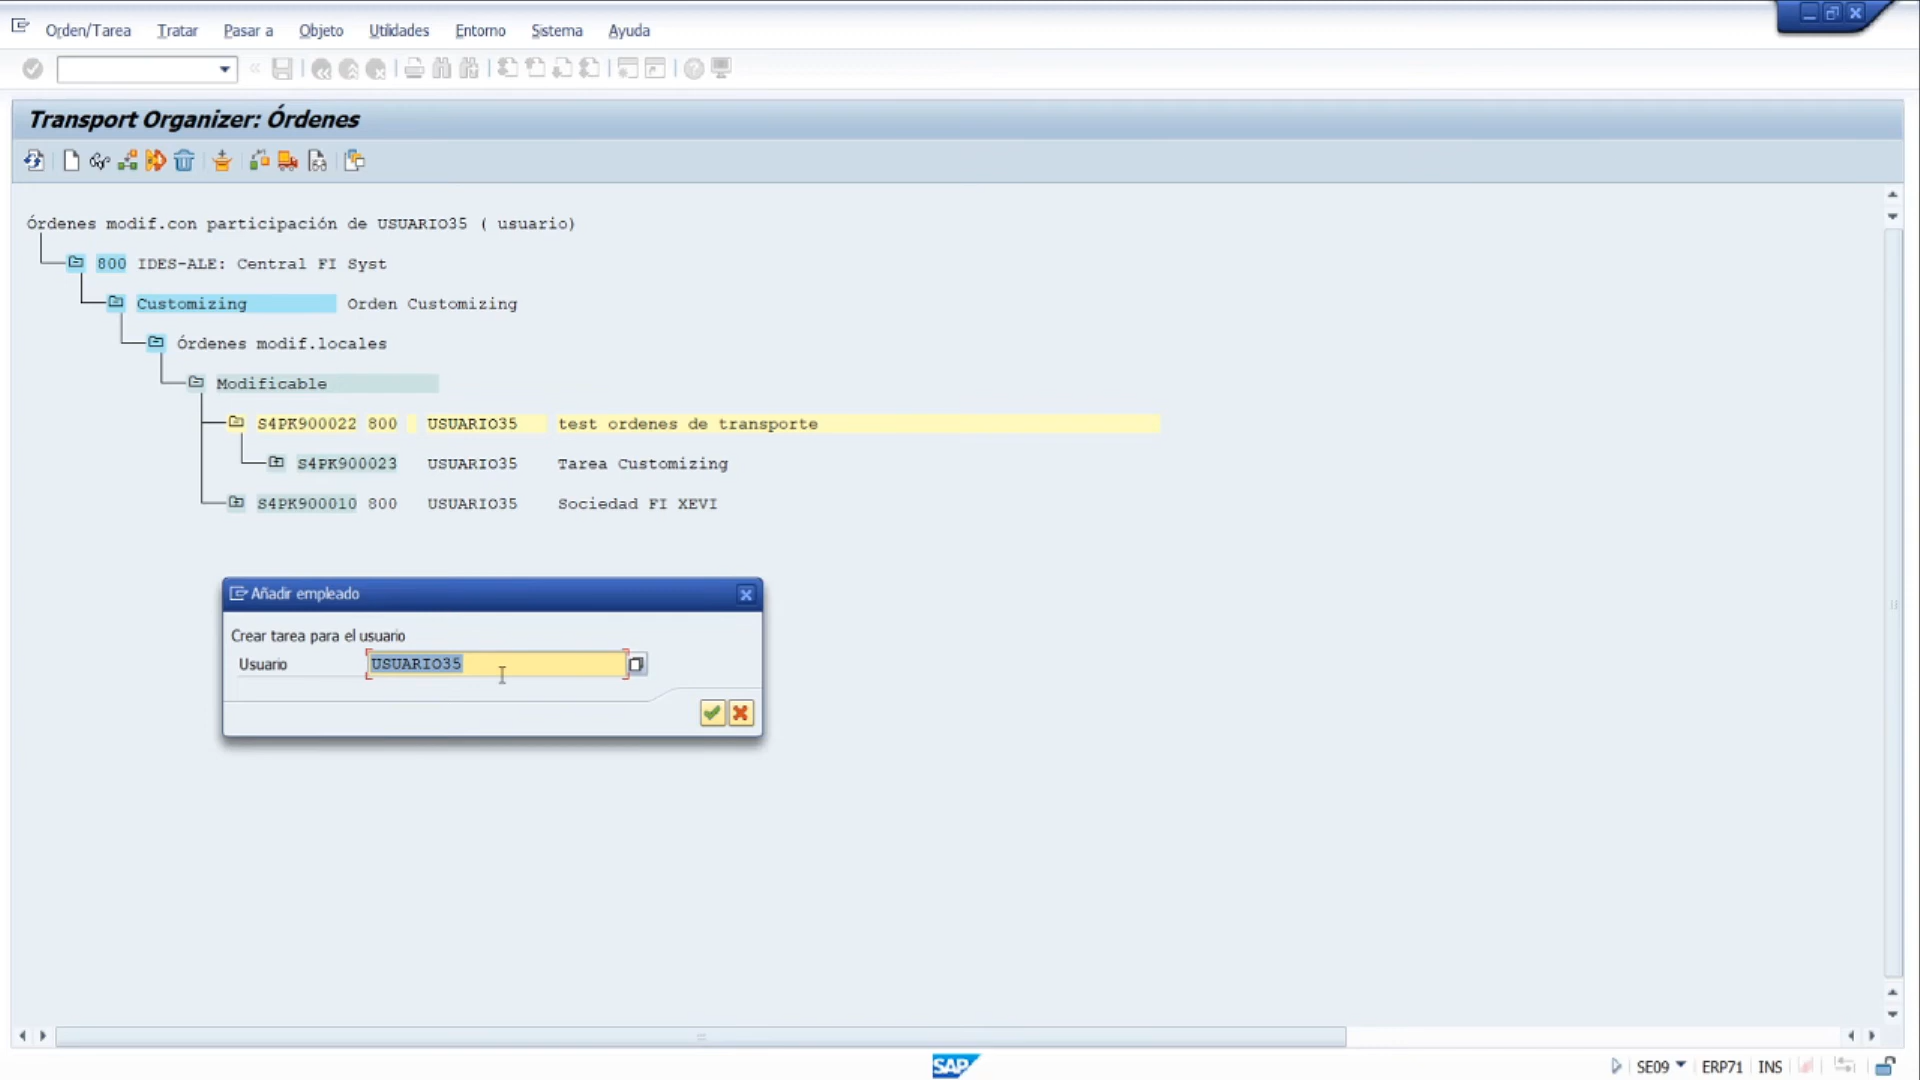 Orden/Tarea Tratar Pasar a Objeto Utilidades Entorno Sistema Ayuda
Transport Organizer: Órdenes
Órdenes modif.con participación de USUARIO35 ( usuario)
800 IDES-ALE: Central FI Syst
Customizing Orden Customizing
Órdenes modif.locales
Modificable
S4PK900022 800 USUARIO35 test ordenes de transporte
S4PK900023 USUARIO35 Tarea Customizing
S4PK900010 800 USUARIO35 Sociedad FI XEVI
Añadir empleado
Crear tarea para el usuario
Usuario USUARIO35
SAP
SE09 ERP71 INS